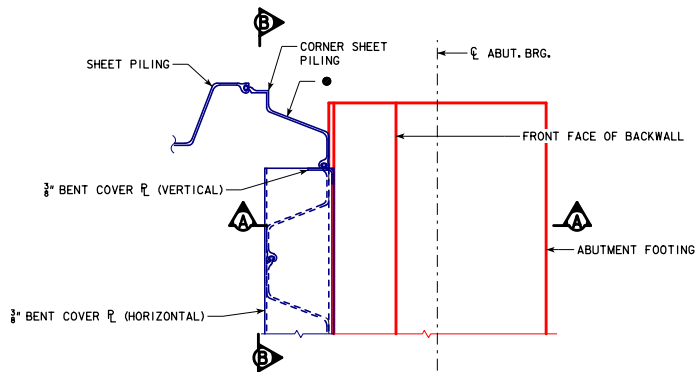 B
CORNER SHEET
PILING
SHEET PILING
℄ ABUT. BRG.
FRONT FACE OF BACKWALL
3/8" BENT COVER ⅊ (VERTICAL)
A
A
ABUTMENT FOOTING
3/8" BENT COVER ⅊ (HORIZONTAL)
B